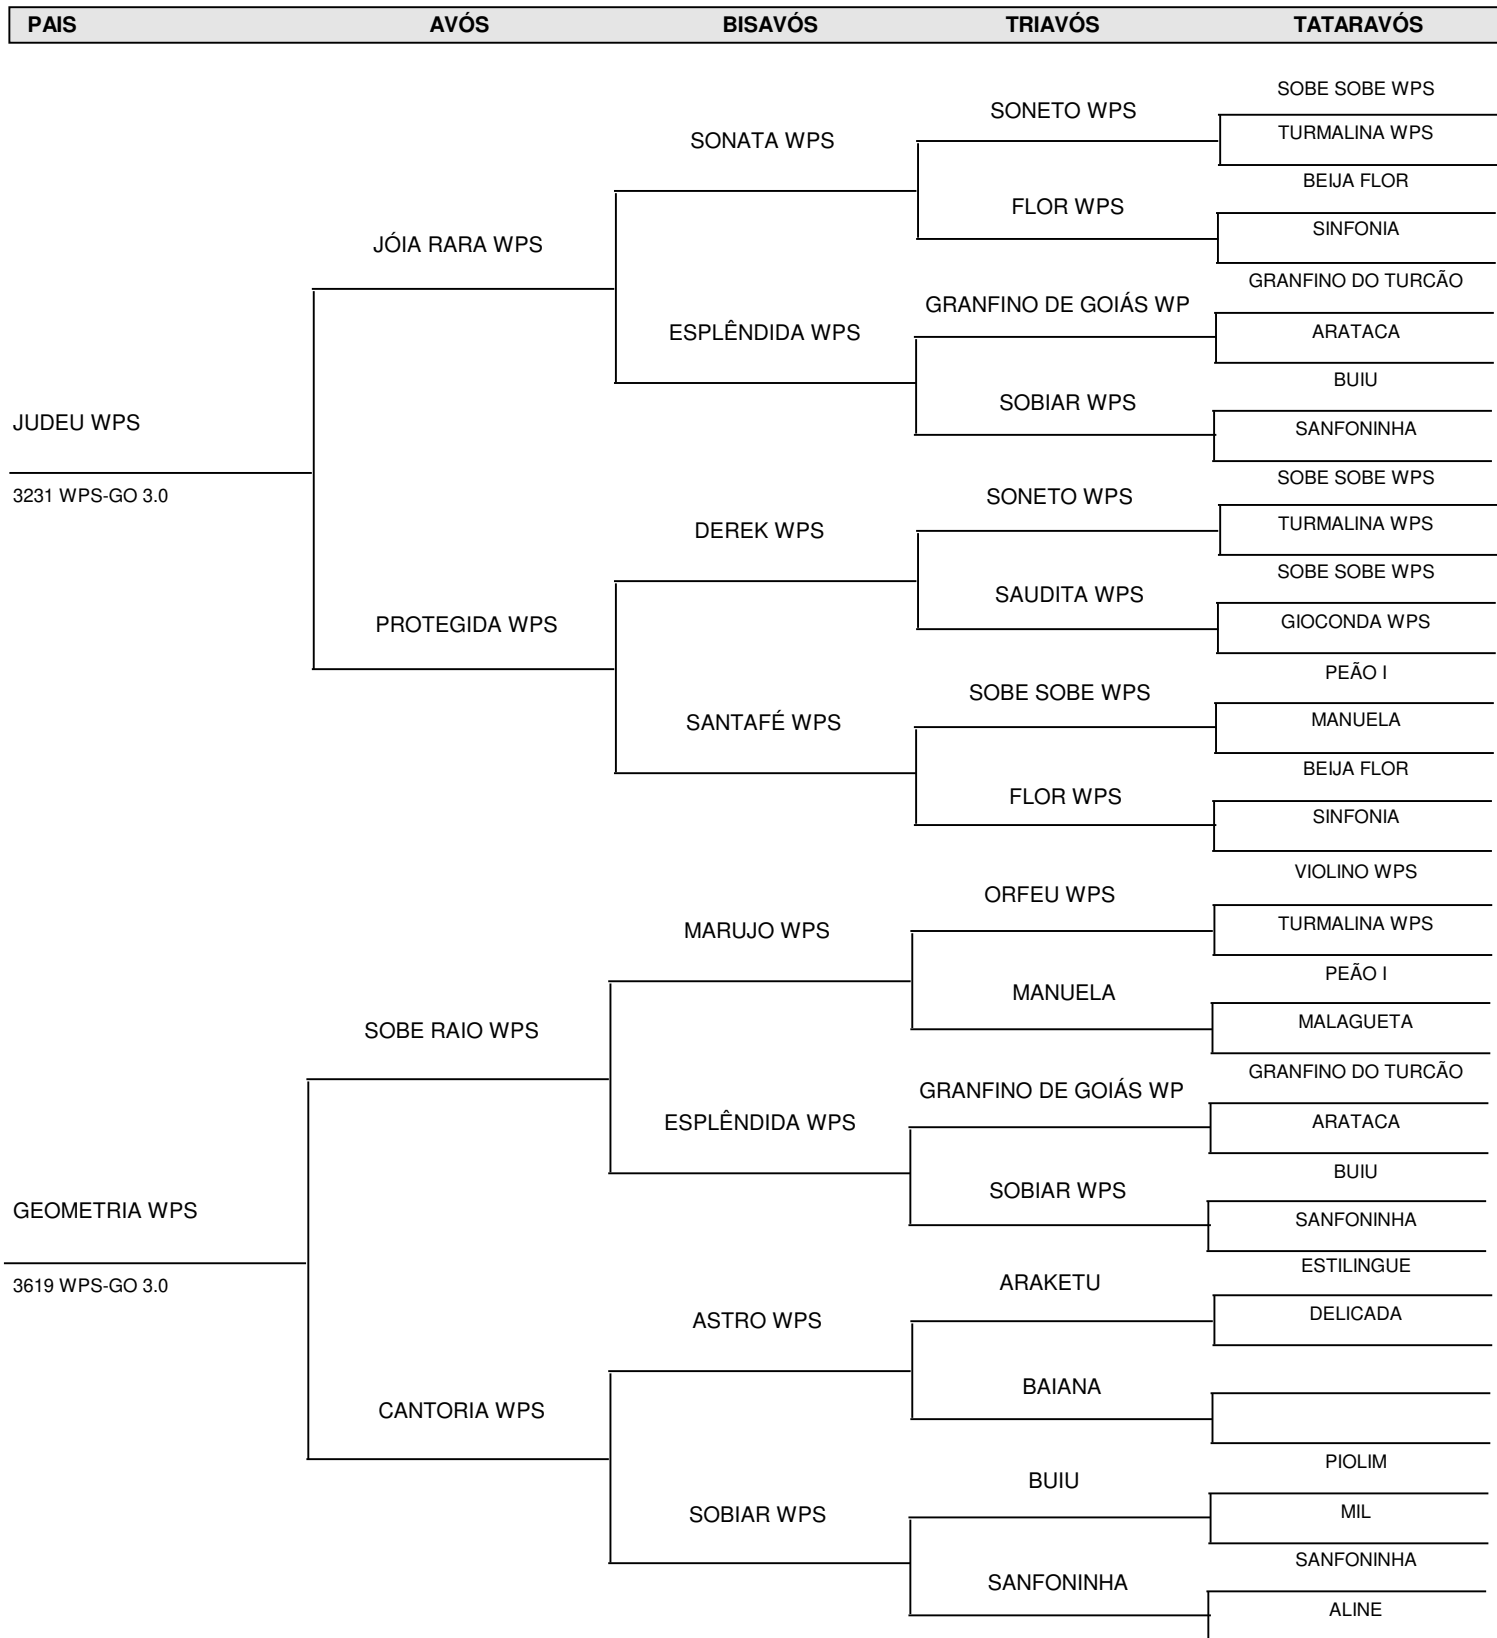 PAIS AVÓS BISAVÓS TRIAVÓS TATARAVÓS
SOBE SOBE WPS
SONETO WPS
TURMALINA WPS
SONATA WPS
BEIJA FLOR
FLOR WPS
SINFONIA
JÓIA RARA WPS
GRANFINO DO TURCÃO
GRANFINO DE GOIÁS WP
ARATACA
ESPLÊNDIDA WPS
BUIU
SOBIAR WPS
JUDEU WPS
SANFONINHA
SOBE SOBE WPS
3231 WPS-GO 3.0
SONETO WPS
TURMALINA WPS
DEREK WPS
SOBE SOBE WPS
SAUDITA WPS
GIOCONDA WPS
PROTEGIDA WPS
PEÃO I
SOBE SOBE WPS
MANUELA
SANTAFÉ WPS
BEIJA FLOR
FLOR WPS
SINFONIA
VIOLINO WPS
ORFEU WPS
TURMALINA WPS
MARUJO WPS
PEÃO I
MANUELA
MALAGUETA
SOBE RAIO WPS
GRANFINO DO TURCÃO
GRANFINO DE GOIÁS WP
ARATACA
ESPLÊNDIDA WPS
BUIU
SOBIAR WPS
GEOMETRIA WPS
SANFONINHA
ESTILINGUE
3619 WPS-GO 3.0
ARAKETU
DELICADA
ASTRO WPS
BAIANA
CANTORIA WPS
PIOLIM
BUIU
MIL
SOBIAR WPS
SANFONINHA
SANFONINHA
ALINE